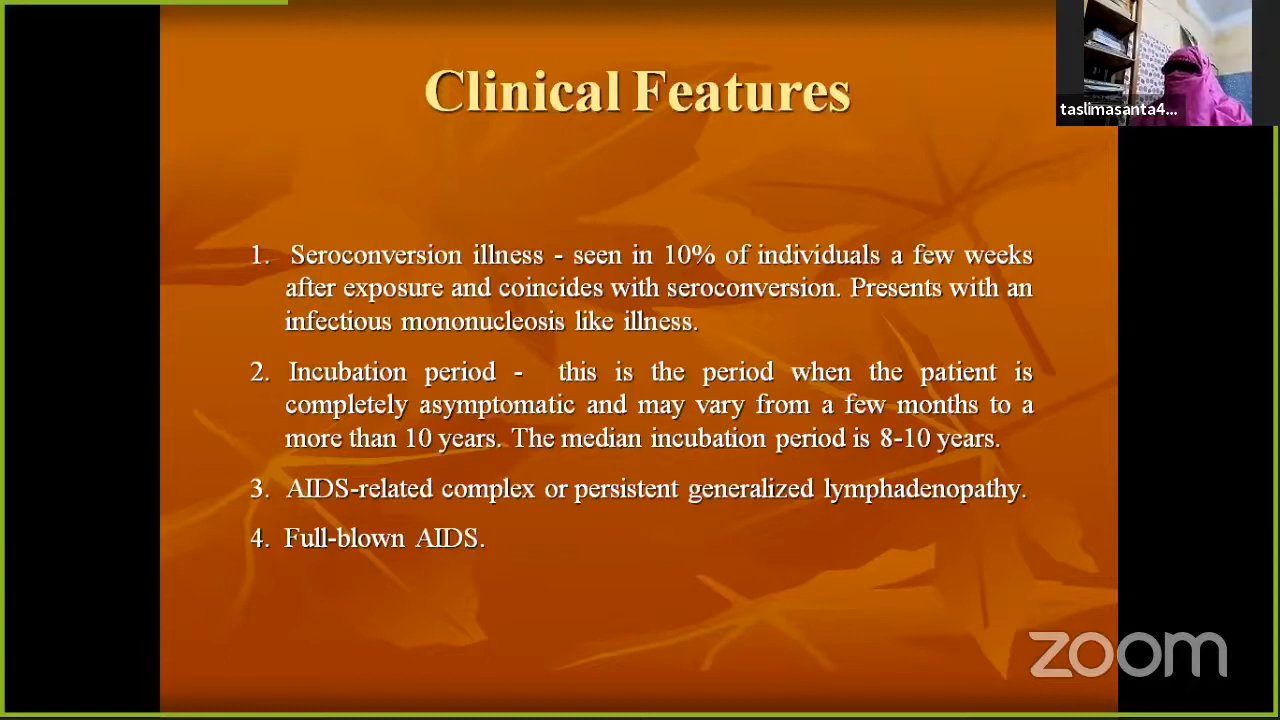 Clinical Features
taslimasanta4...
1. Seroconversion illness - seen in 10% of individuals a few weeks
after exposure and coincides with seroconversion. Presents with an
infectious mononucleosis like illness.
2. Incubation period - this is the period when the patient is
completely asymptomatic and may vary from a few months to a
more than 10 years. The median incubation period is 8-10 years.
3. AIDS-related complex or persistent generalized lymphadenopathy.
4. Full-blown AIDS.
zoom